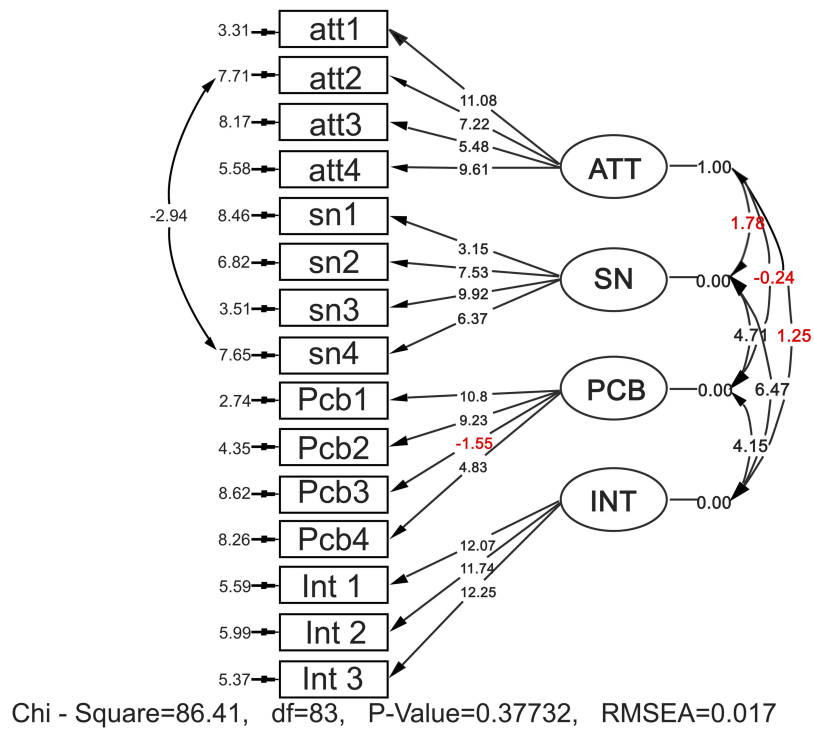 3.31 att1
7.71 att2
11.08
8.17 att3
7.22
5.48
5.58 att4
9.61
ATT 1.00
-2.94
8.46 sn1
1.78
6.82 sn2
3.15
7.53
SN 0.00
-0.24
3.51 sn3
9.92
6.37
4.71
1.25
7.65 sn4
2.74 Pcb1
10.8
PCB 0.00
6.47
4.35 Pcb2
9.23
-1.55
4.15
4.83
8.62 Pcb3
INT 0.00
8.26 Pcb4
12.07
5.59 Int 1
11.74
12.25
5.99 Int 2
5.37 Int 3
Chi - Square=86.41, df=83, P-Value=0.37732, RMSEA=0.017